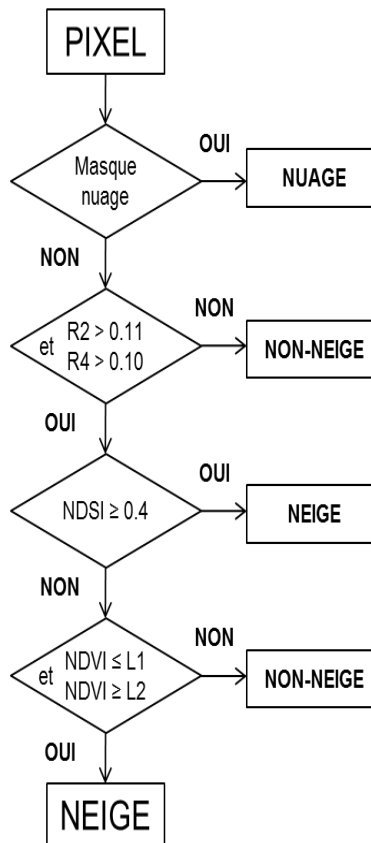 PIXEL
OUI
Masque
nuage
NUAGE
NON
NON
R2 > 0.11
et
R4 > 0.10
NON-NEIGE
OUI
OUI
NDSI ≥ 0.4
NEIGE
NON
NON
NDVI ≤ L1
et
NDVI ≥ L2
NON-NEIGE
OUI
NEIGE